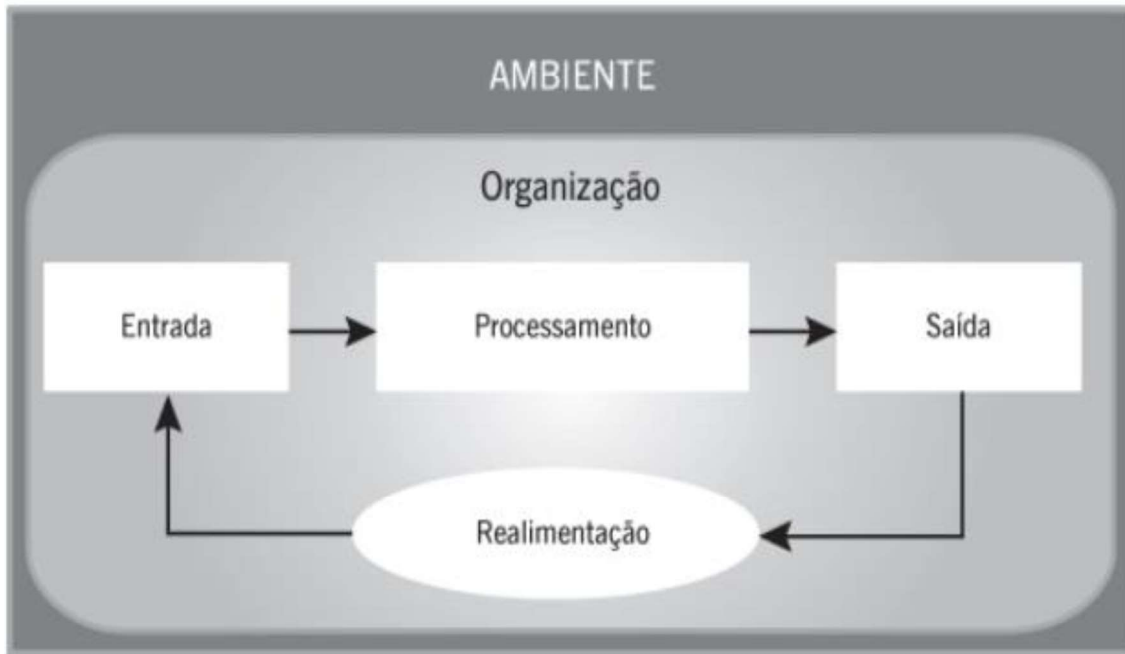 AMBIENTE
Organização
Entrada
Processamento
Saída
Realimentação